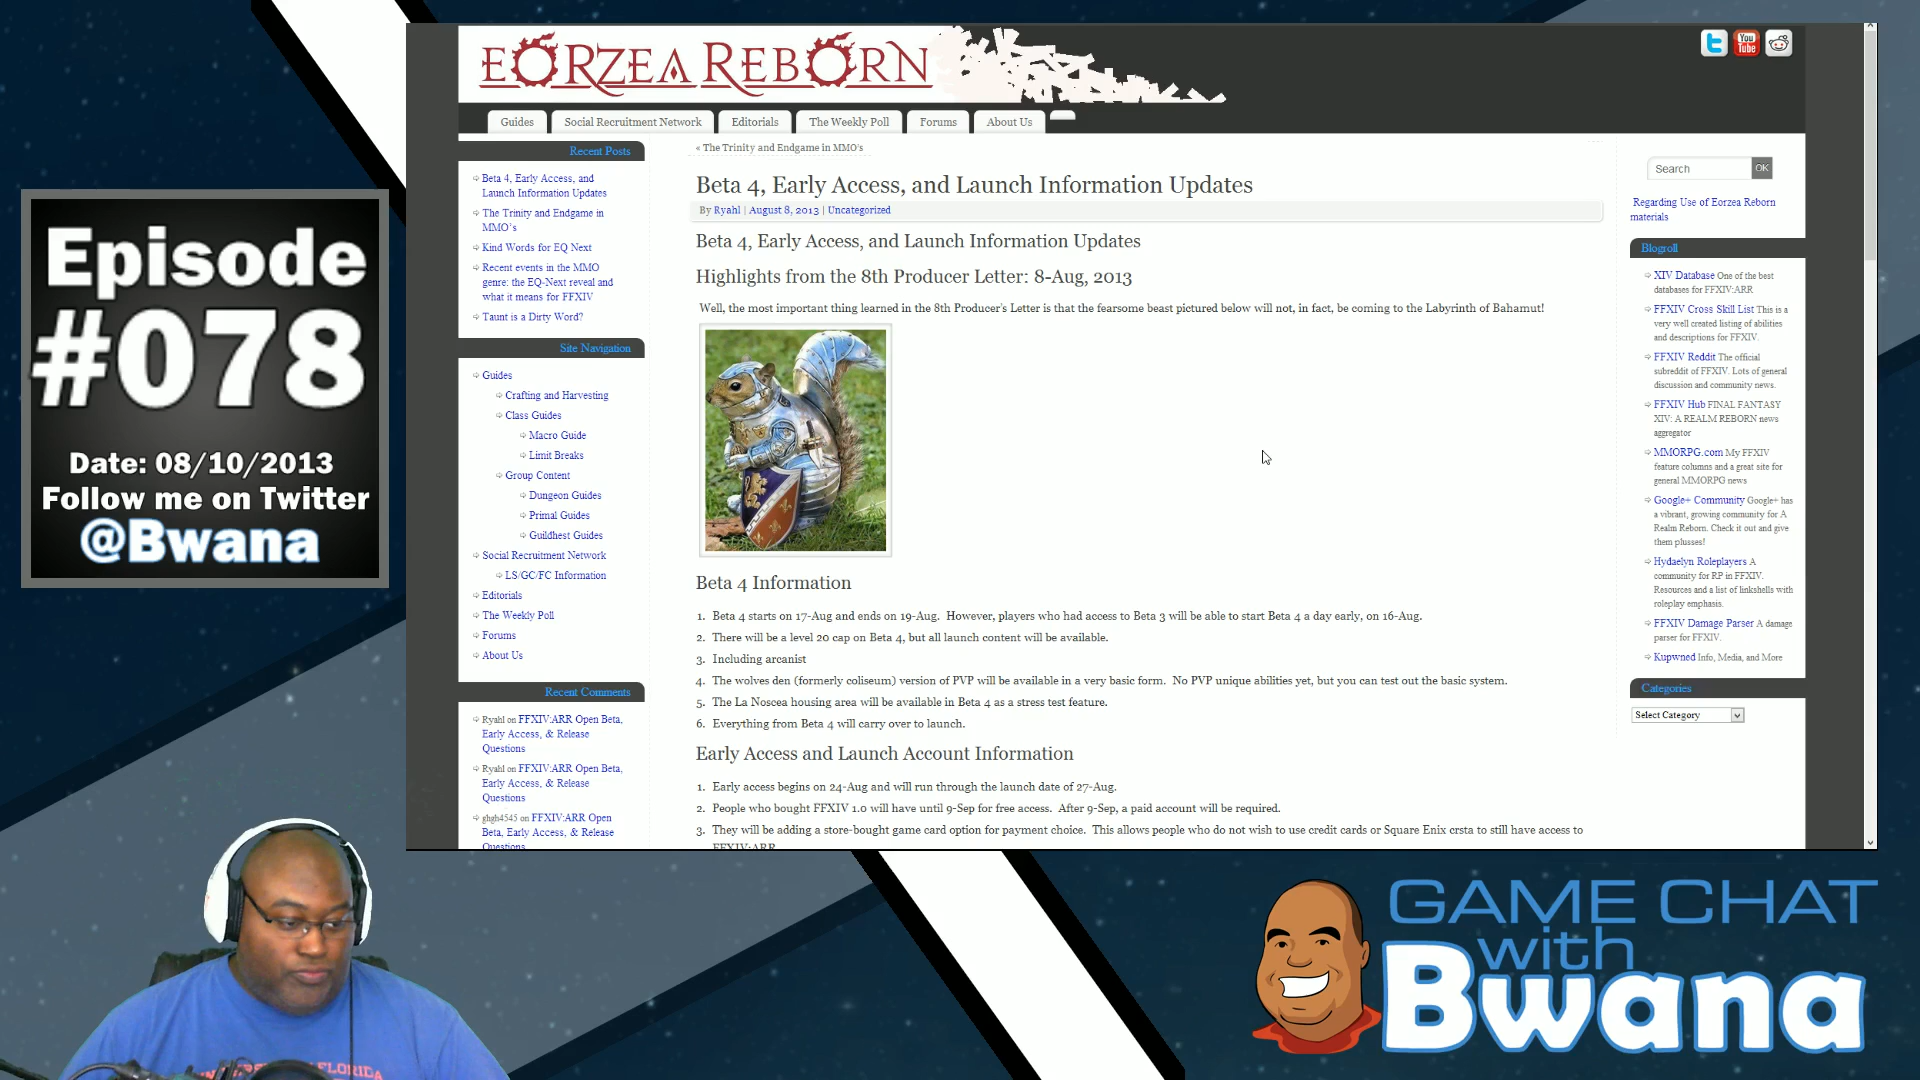 Episode
#078
Date: 08/10/2013
Follow me on Twitter
@Bwana
EORZEA REBORN
Guides
Social Recruitment Network
Editorials
The Weekly Poll
Forums
About Us
Recent Posts
Beta 4, Early Access, and
Launch Information Updates
The Trinity and Endgame in
MMO's
Kind Words for EQ Next
Recent events in the MMO
genre: the EQ-Next reveal and
what it means for FFXIV
Taunt is a Dirty Word?
Site Navigation
Guides
Crafting and Harvesting
Class Guides
Macro Guide
Limit Breaks
Group Content
Dungeon Guides
Primal Guides
Guildhest Guides
Social Recruitment Network
LS/GC/FC Information
Editorials
The Weekly Poll
Forums
About Us
Recent Comments
Ryahl on FFXIV:ARR Open Beta,
Early Access, & Release
Questions
Ryahl on FFXIV:ARR Open Beta,
Early Access, & Release
Questions
ghgh4545 on FFXIV:ARR Open
Beta, Early Access, & Release
Questions
« The Trinity and Endgame in MMO's
Beta 4, Early Access, and Launch Information Updates
By Ryahl | August 8, 2013 | Uncategorized
Beta 4, Early Access, and Launch Information Updates
Highlights from the 8th Producer Letter: 8-Aug, 2013
Well, the most important thing learned in the 8th Producer's Letter is that the fearsome beast pictured below will not, in fact, be coming to the Labyrinth of Bahamut!
Beta 4 Information
1. Beta 4 starts on 17-Aug and ends on 19-Aug. However, players who had access to Beta 3 will be able to start Beta 4 a day early, on 16-Aug.
2. There will be a level 20 cap on Beta 4, but all launch content will be available.
3. Including arcanist
4. The wolves den (formerly coliseum) version of PVP will be available in a very basic form. No PVP unique abilities yet, but you can test out the basic system.
5. The La Noscea housing area will be available in Beta 4 as a stress test feature.
6. Everything from Beta 4 will carry over to launch.
Early Access and Launch Account Information
1. Early access begins on 24-Aug and will run through the launch date of 27-Aug.
2. People who bought FFXIV 1.0 will have until 9-Sep for free access. After 9-Sep, a paid account will be required.
3. They will be adding a store-bought game card option for payment choice. This allows people who do not wish to use credit cards or Square Enix crsta to still have access to
FFXIV:ARR
You
Tube
Search
OK
Regarding Use of Eorzea Reborn
materials
Blogroll
XIV Database One of the best
databases for FFXIV:ARR
FFXIV Cross Skill List This is a
very well created listing of abilities
and descriptions for FFXIV.
FFXIV Reddit The official
subreddit of FFXIV. Lots of general
discussion and community news.
FFXIV Hub FINAL FANTASY
XIV: A REALM REBORN news
aggregator
MMORPG.com My FFXIV
feature columns and a great site for
general MMORPG news
Google+ Community Google+ has
a vibrant, growing community for A
Realm Reborn. Check it out and give
them plusses!
Hydaelyn Roleplayers A
community for RP in FFXIV.
Resources and a list of linkshells with
roleplay emphasis.
FFXIV Damage Parser A damage
parser for FFXIV.
Kupwned Info, Media, and More
Categories
Select Category
GAME CHAT
with
Bwana